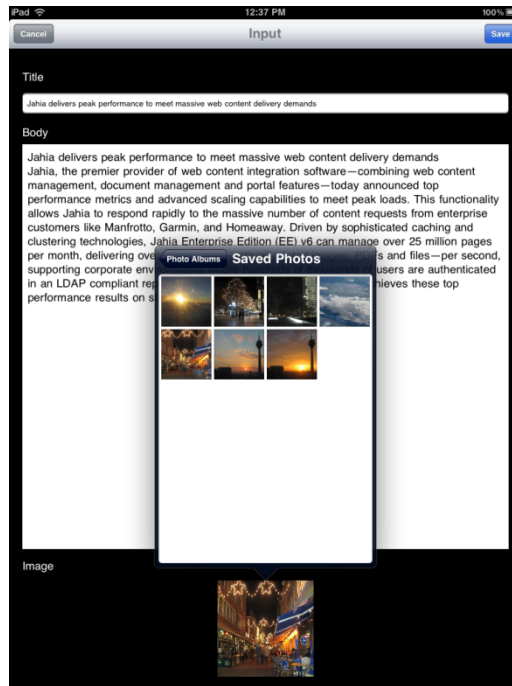 iPad 12:37 PM 100%
Cancel Input Save
Title
Jahia delivers peak performance to meet massive web content delivery demands
Body
Jahia delivers peak performance to meet massive web content delivery demands
Jahia, the premier provider of web content integration software—combining web content
management, document management and portal features—today announced top
performance metrics and advanced scaling capabilities to meet peak loads. This functionality
allows Jahia to respond rapidly to the massive number of content requests from enterprise
customers like Manfrotto, Garmin, and Homeaway. Driven by sophisticated caching and
clustering technologies, Jahia Enterprise Edition (EE) v6 can manage over 25 million pages
per month, delivering and files—per second,
supporting corporate users are authenticated
in an LDAP compliant achieves these top
performance results on
Photo Albums Saved Photos
Image